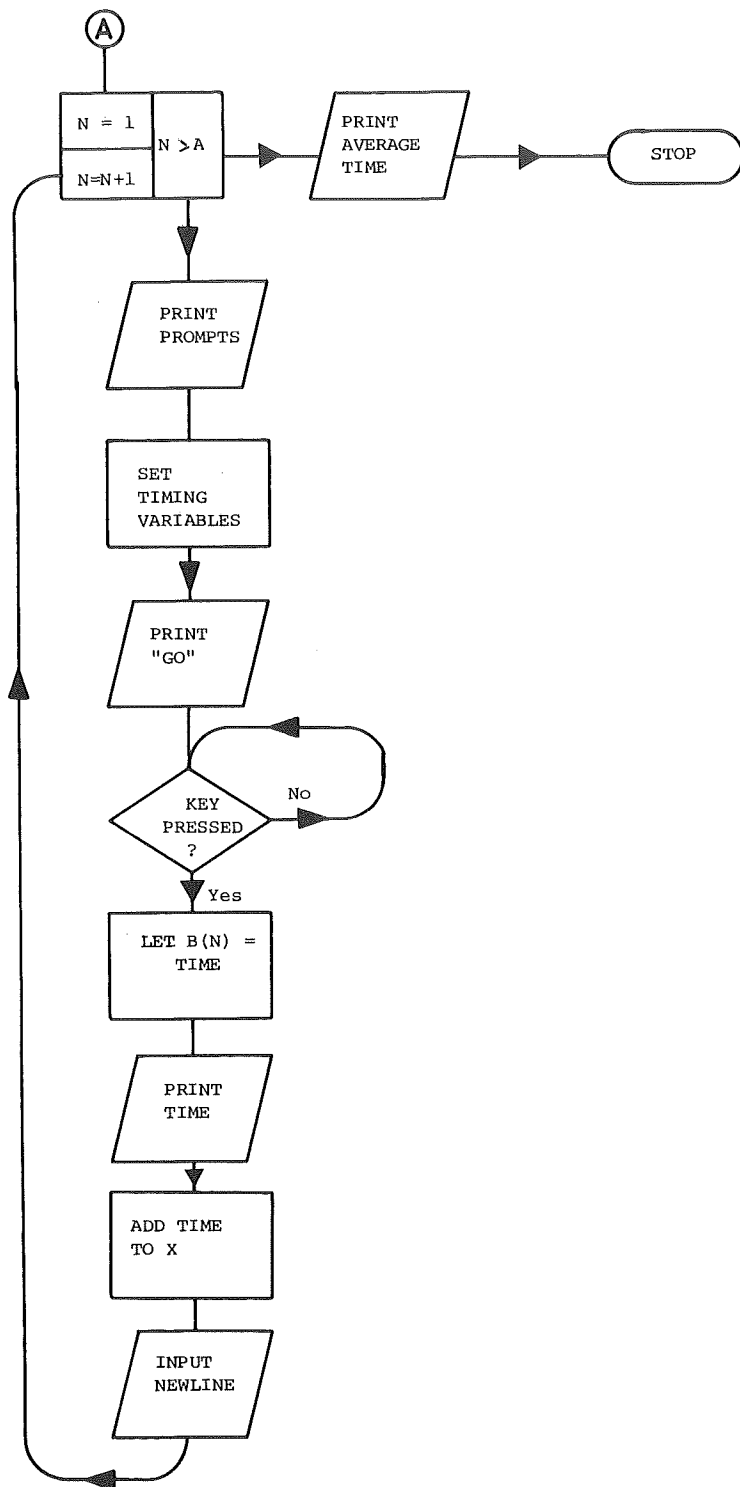 A
N = 1
N=N+1
N >A
PRINT
AVERAGE
TIME
STOP
PRINT
PROMPTS
SET
TIMING
VARIABLES
PRINT
"GO"
KEY
PRESSED
?
No
Yes
LET B(N) =
TIME
PRINT
TIME
ADD TIME
TO X
INPUT
NEWLINE